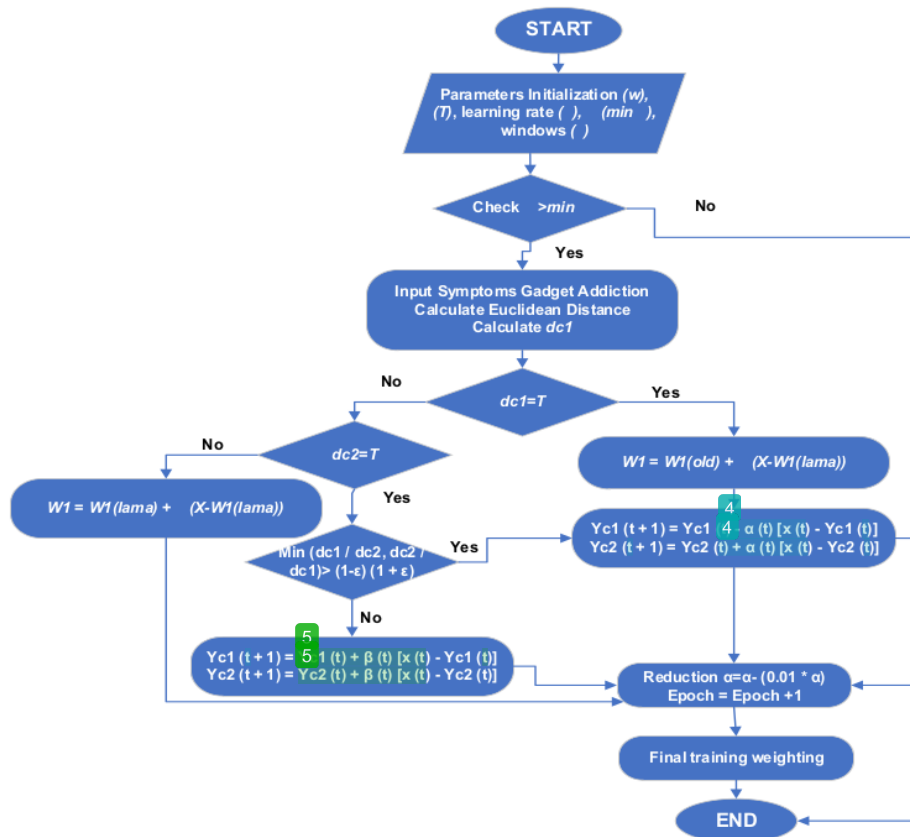 START
Parameters Initialization (w),
(T), learning rate ( ), (min ),
windows ( )
Check >min
No
Yes
Input Symptoms Gadget Addiction
Calculate Euclidean Distance
Calculate dc1
No
dc1=T
Yes
No
dc2=T
W1 = W1(old) + (X-W1(lama))
W1 = W1(lama) + (X-W1(lama))
Yes
4
4
Yc1 (t + 1) = Yc1 - α (t) [x (t) - Yc1 (t)]
Yc2 (t + 1) = Yc2 (t) + α (t) [x (t) - Yc2 (t)]
Min (dc1 / dc2, dc2 /
dc1)> (1-ε) (1 + ε)
Yes
No
5
5
Yc1 (t + 1) = Yc1 (t) + β (t) [x (t) - Yc1 (t)]
Yc2 (t + 1) = Yc2 (t) + β (t) [x (t) - Yc2 (t)]
Reduction α=α- (0.01 * α)
Epoch = Epoch +1
Final training weighting
END